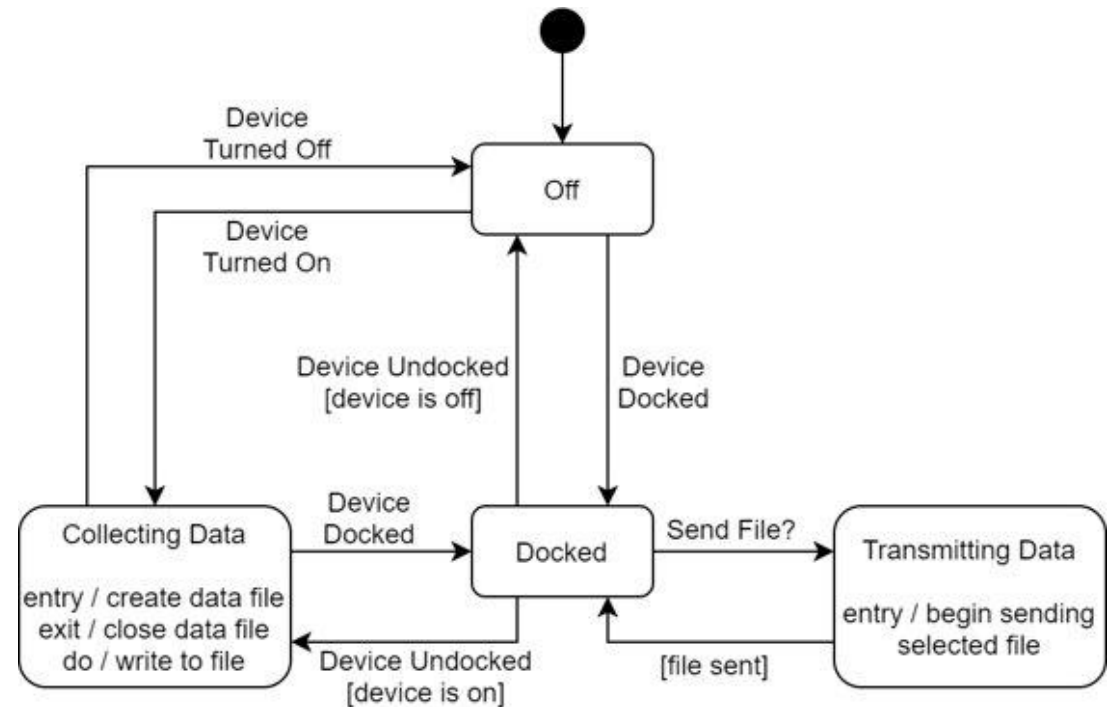 Device
Turned Off
Off
Device
Turned On
Device Undocked
[device is off]
Device
Docked
Collecting Data
entry / create data file
exit / close data file
do / write to file
Device
Docked
Docked
Send File?
Transmitting Data
entry / begin sending
selected file
Device Undocked
[device is on]
[file sent]